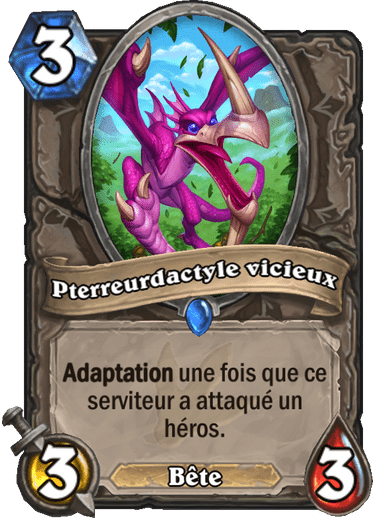 3
Pterreurdactyle vicieux
Adaptation une fois que ce
serviteur a attaqué un
héros.
3
Bête
3